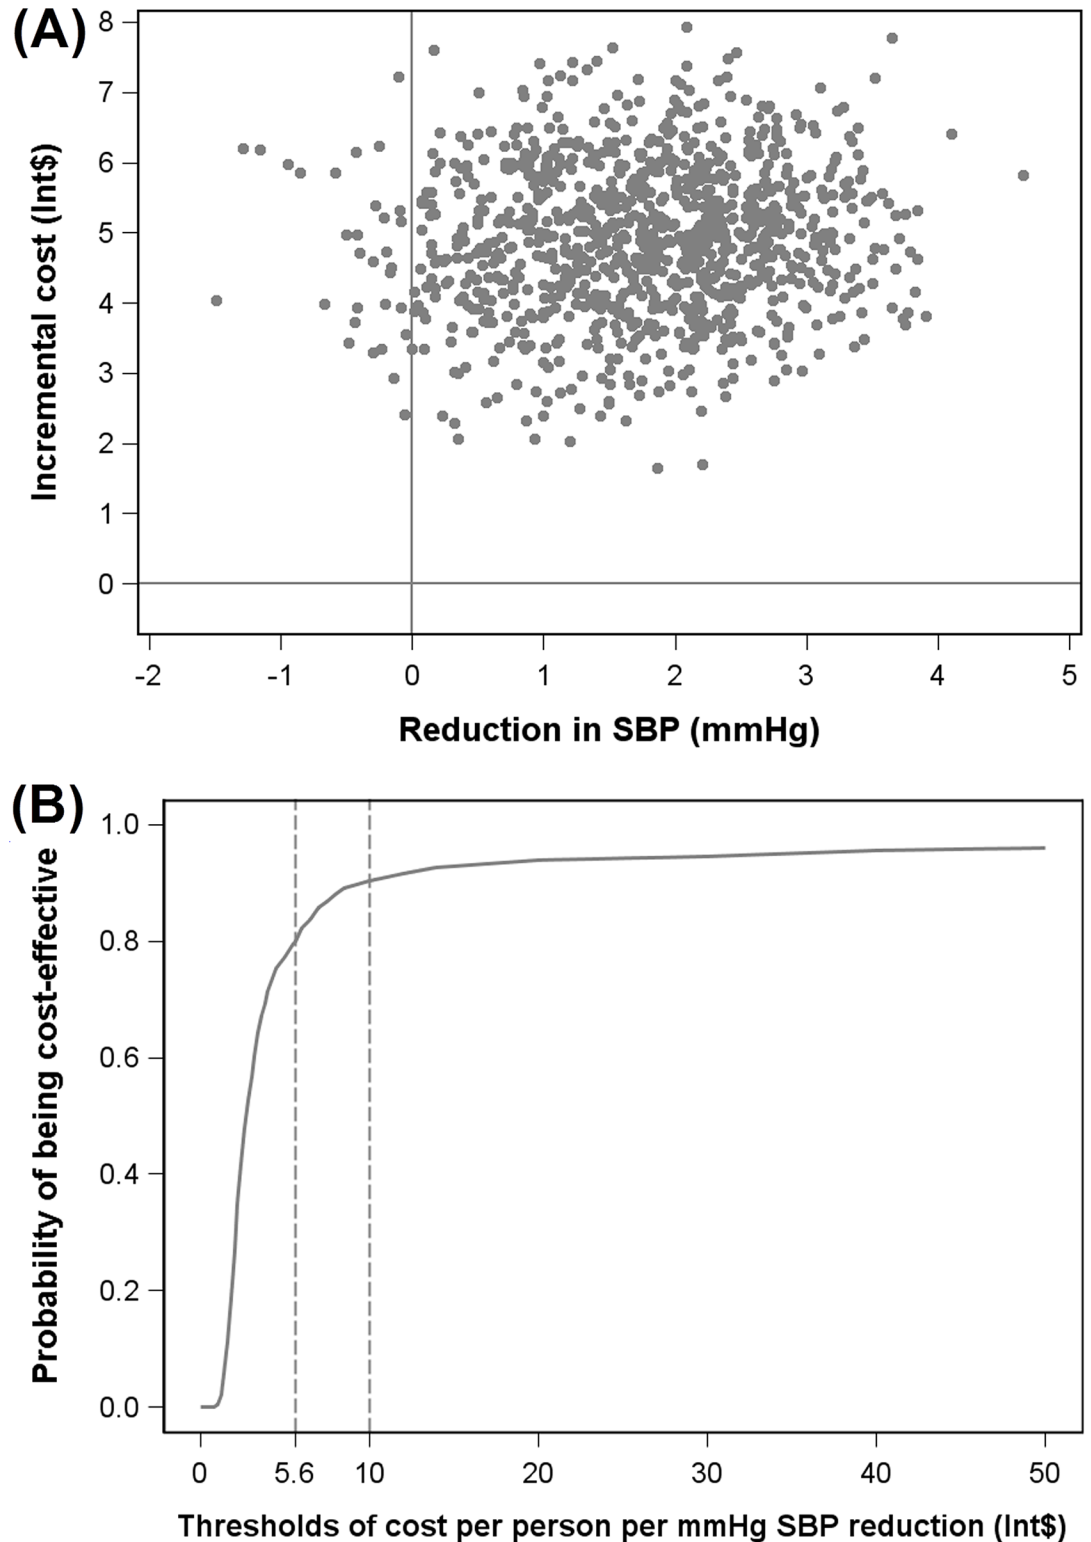 (A)
Incremental cost (Int$)
8
7
6
5
4
3
2
1
0
-2 -1 0 1 2 3 4 5
Reduction in SBP (mmHg)
(B)
Probability of being cost-effective
1.0
0.8
0.6
0.4
0.2
0.0
0 5.6 10 20 30 40 50
Thresholds of cost per person per mmHg SBP reduction (Int$)